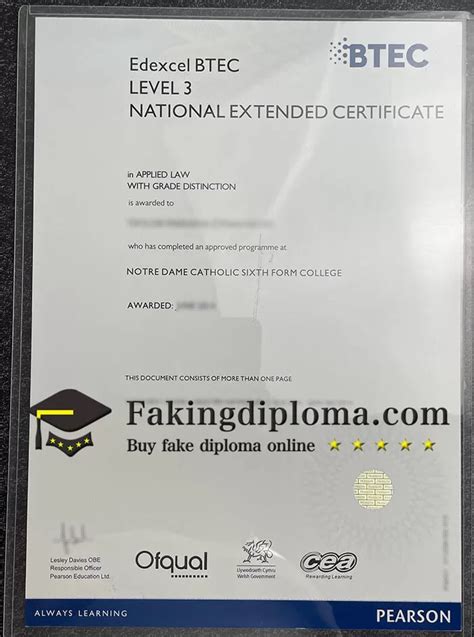 BTEC
Edexcel BTEC
LEVEL 3
NATIONAL EXTENDED CERTIFICATE
in APPLIED LAW
WITH GRADE DISTINCTION
is awarded to
who has completed an approved programme at
NOTRE DAME CATHOLIC SIXTH FORM COLLEGE
AWARDED:
THIS DOCUMENT CONSISTS OF MORE THAN ONE PAGE
Fakingdiploma.com
Buy fake diploma online
Lesley Davies OBE
Responsible Officer
Pearson Education Ltd.
Ofqual
Llywodraeth Cymru
Welsh Government
cea
Rewarding Learning
ALWAYS LEARNING
PEARSON